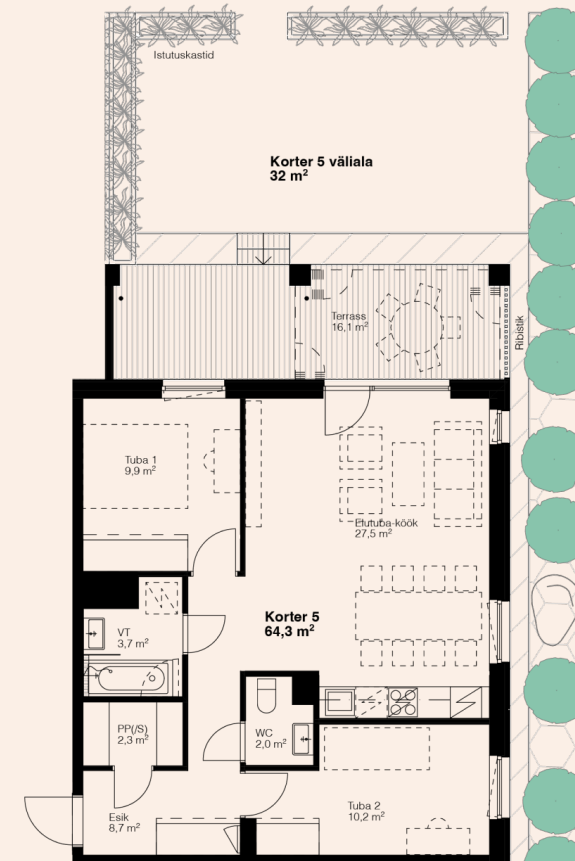 Istutuskastid
Korter 5 väliala
32 m²
Terrass
16,1 m²
Ribistik
Tuba 1
9,9 m²
Elutuba-köök
27,5 m²
Korter 5
64,3 m²
VT
3,7 m²
PP(/S)
2,3 m²
WC
2,0 m²
Esik
8,7 m²
Tuba 2
10,2 m²